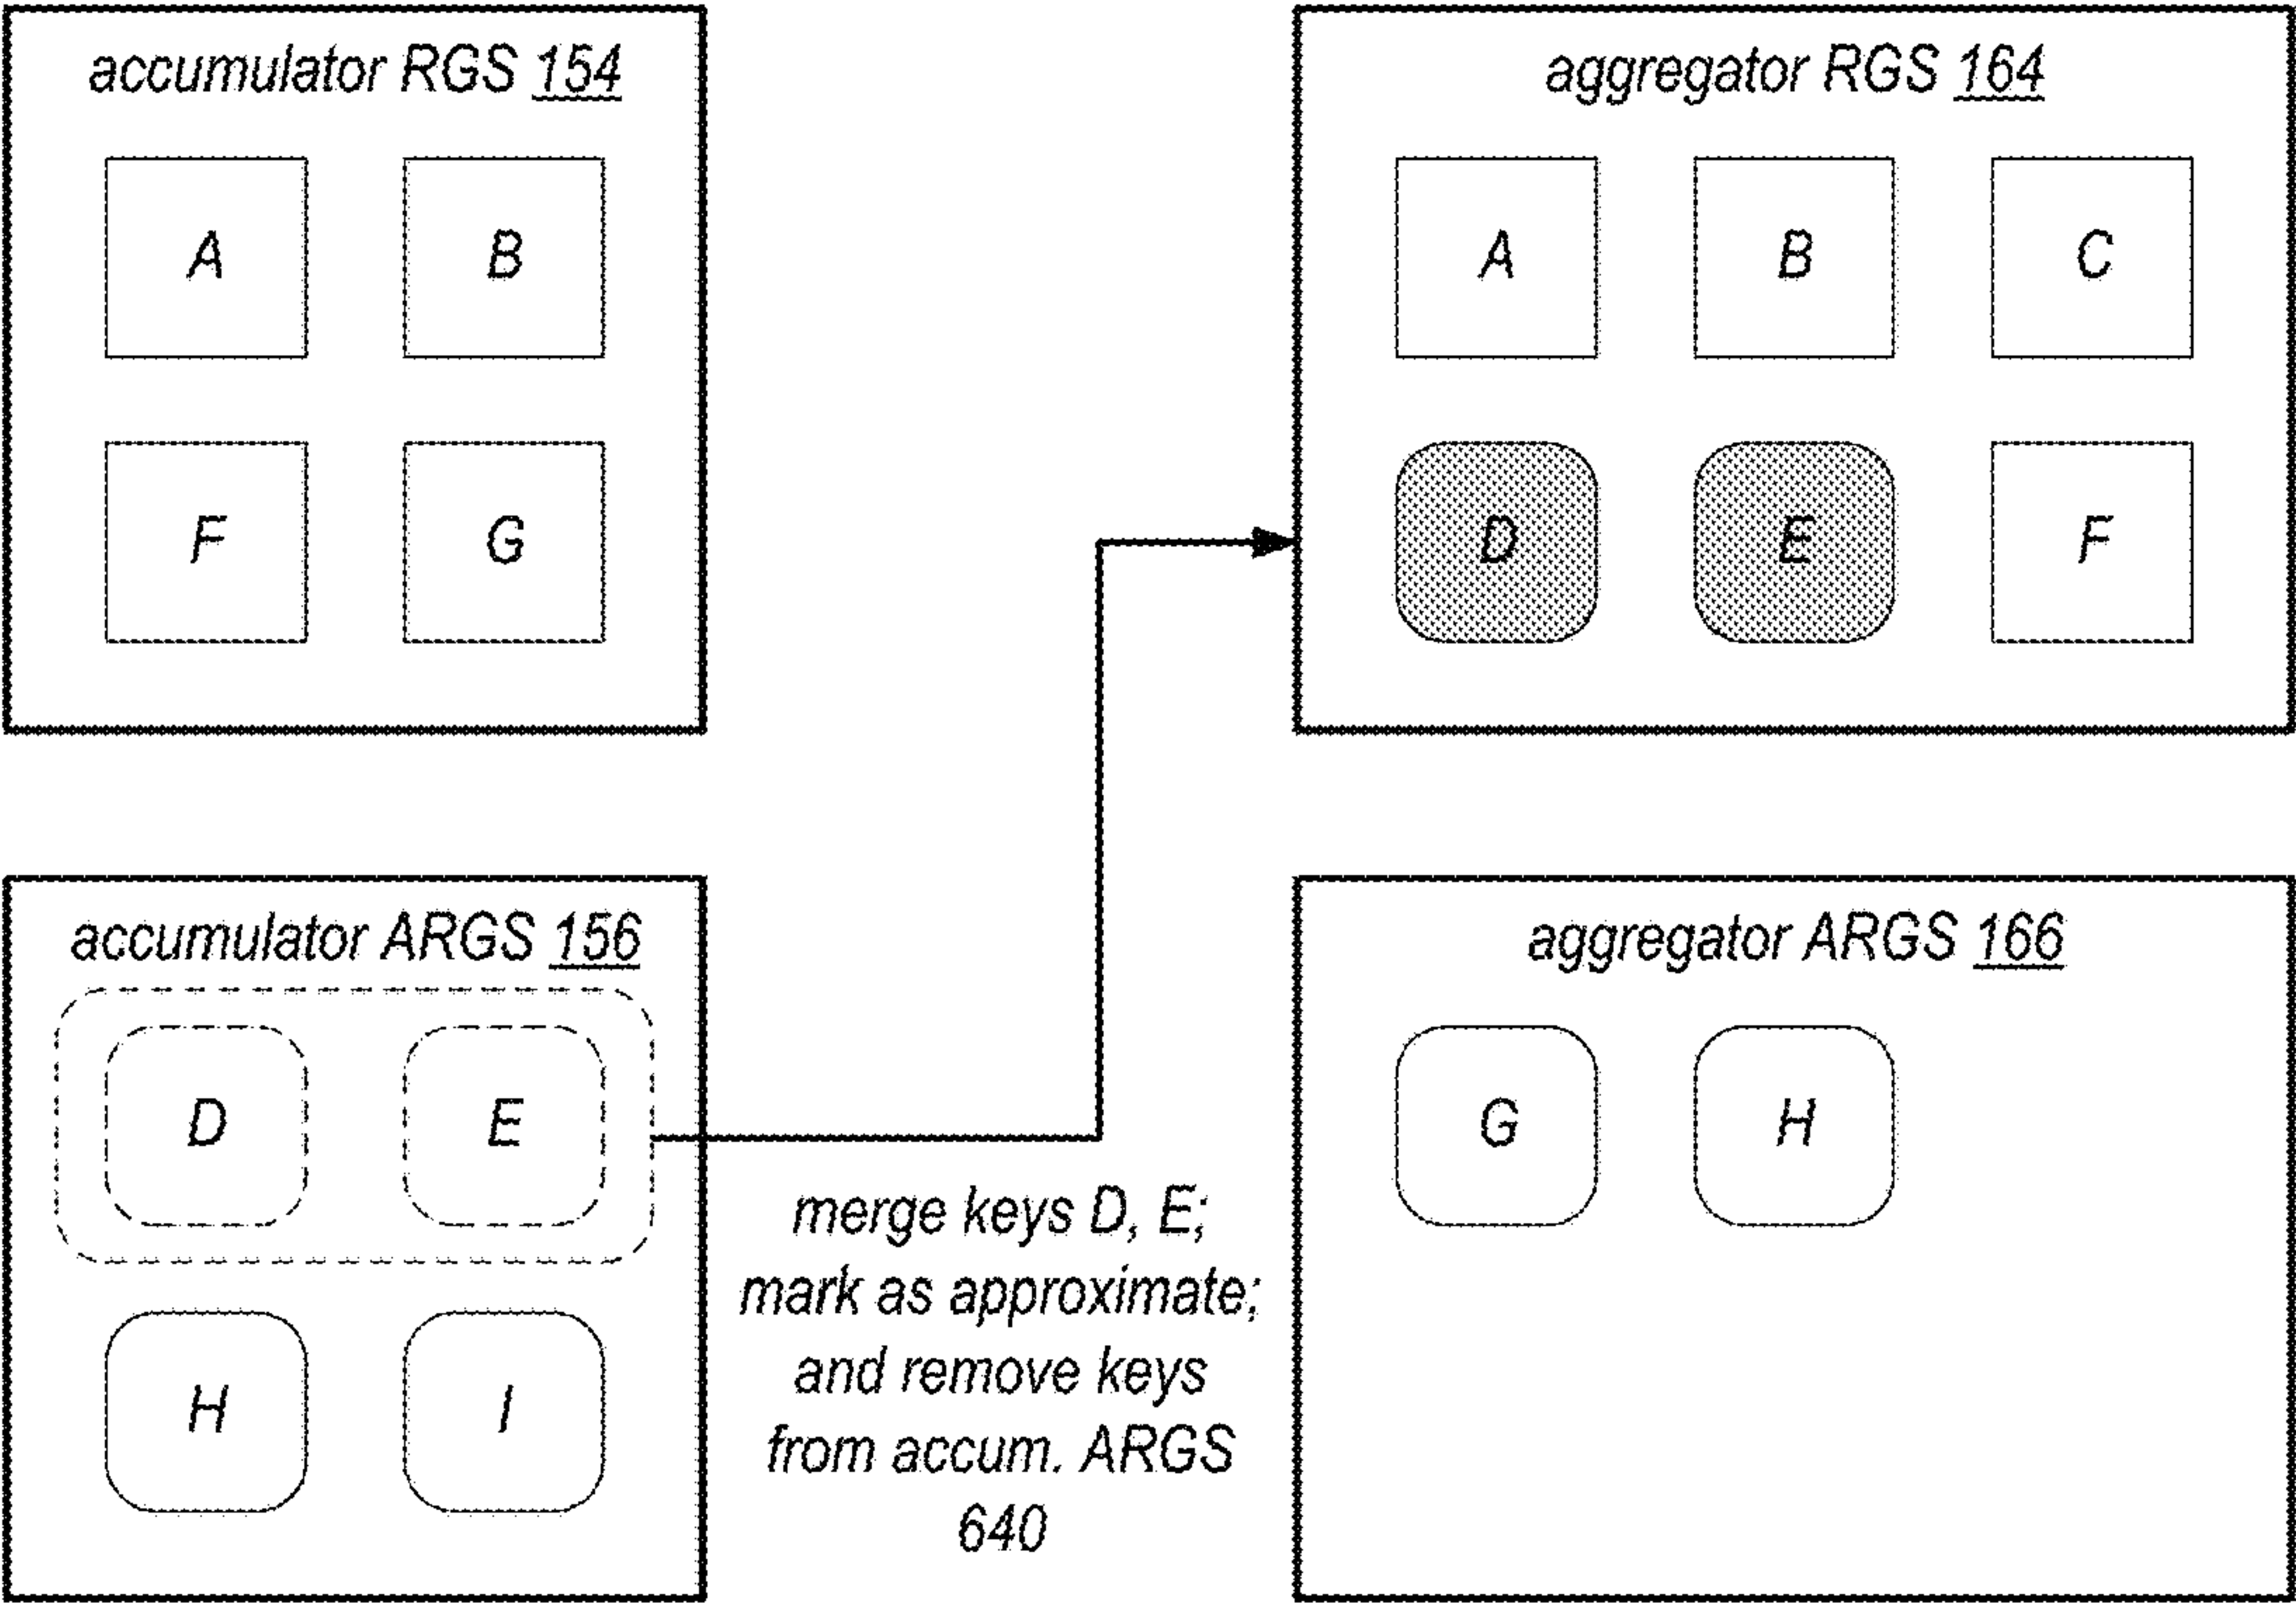 accumulator RGS 154
A B
F G
aggregator RGS 164
A B C
D E F
accumulator ARGS 156
D E
H I
merge keys D, E;
mark as approximate;
and remove keys
from accum. ARGS
640
aggregator ARGS 166
G H